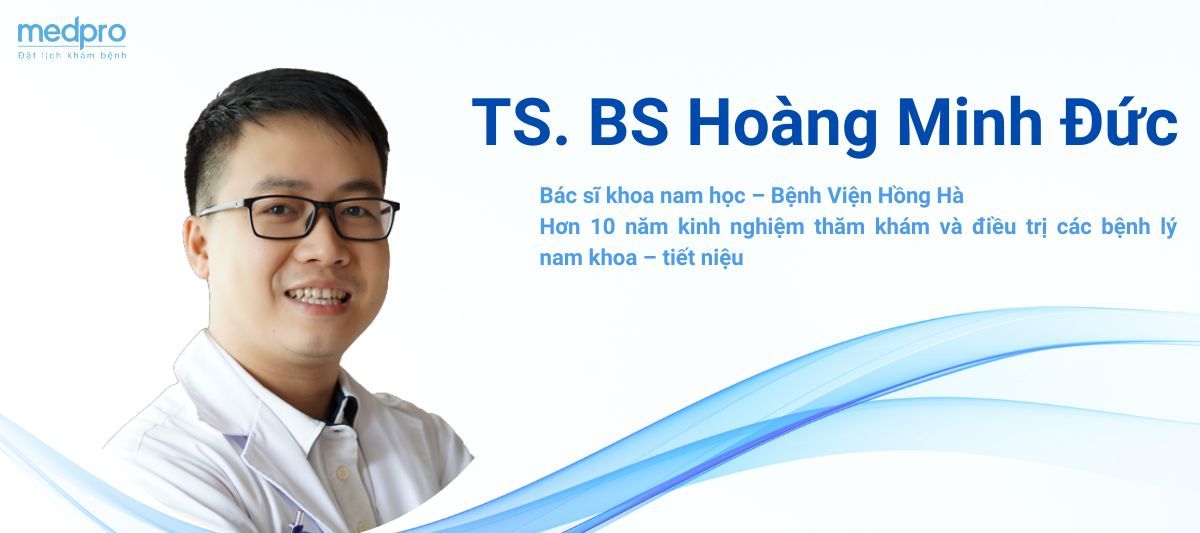 medpro
Đặt lịch khám bệnh
TS. BS Hoàng Minh Đức
Bác sĩ khoa nam học – Bệnh Viện Hồng Hà
Hơn 10 năm kinh nghiệm thăm khám và điều trị các bệnh lý
nam khoa – tiết niệu